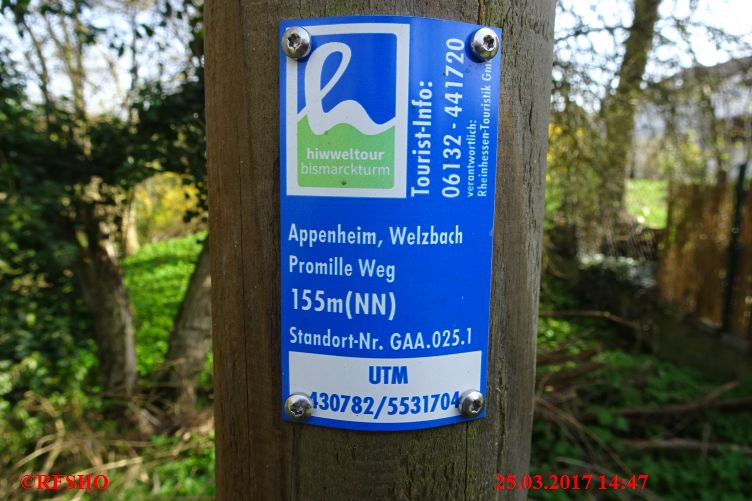 hiwweltour
bismarckturm
Tourist-Info:
06132 - 441720
verantwortlich:
Rheinhessen-Touristik
Appenheim, Welzbach
Promille Weg
155m(NN)
Standort-Nr. GAA.025.1
UTM
430782/5531704
©RFSHO
25.03.2017 14:47